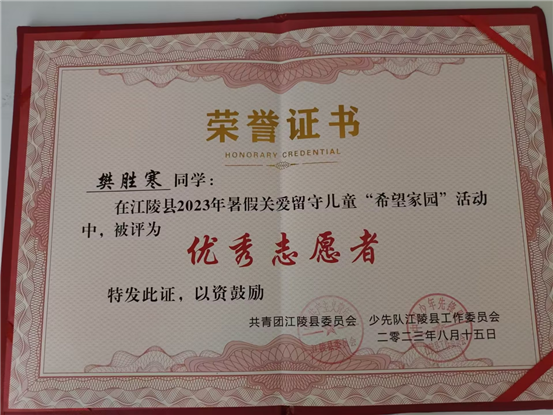 荣誉证书
HONORARY CREDENTIAL
樊胜寒 同学：
在江陵县2023年暑假关爱留守儿童“希望家园”活动
中，被评为
优秀志愿者
特发此证，以资鼓励
共青团江陵县委员会 少先队江陵县工作委员会
二零二三年八月十五日